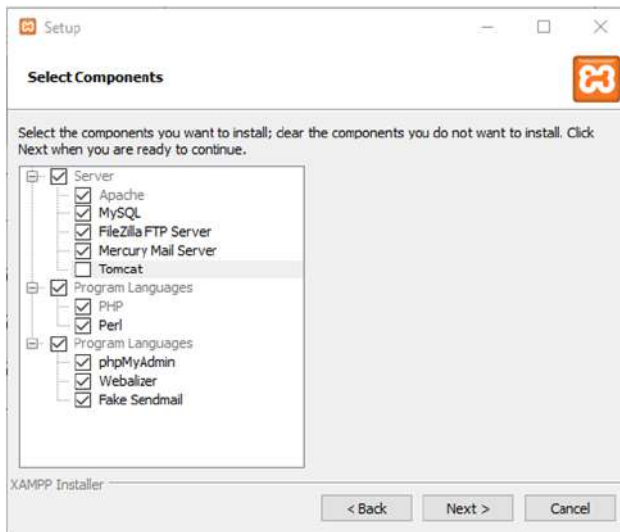 Setup
Select Components
Select the components you want to install; clear the components you do not want to install. Click
Next when you are ready to continue.
Server
Apache
MySQL
FileZilla FTP Server
Mercury Mail Server
Tomcat
Program Languages
PHP
Perl
Program Languages
phpMyAdmin
Webalizer
Fake Sendmail
XAMPP Installer
< Back Next > Cancel